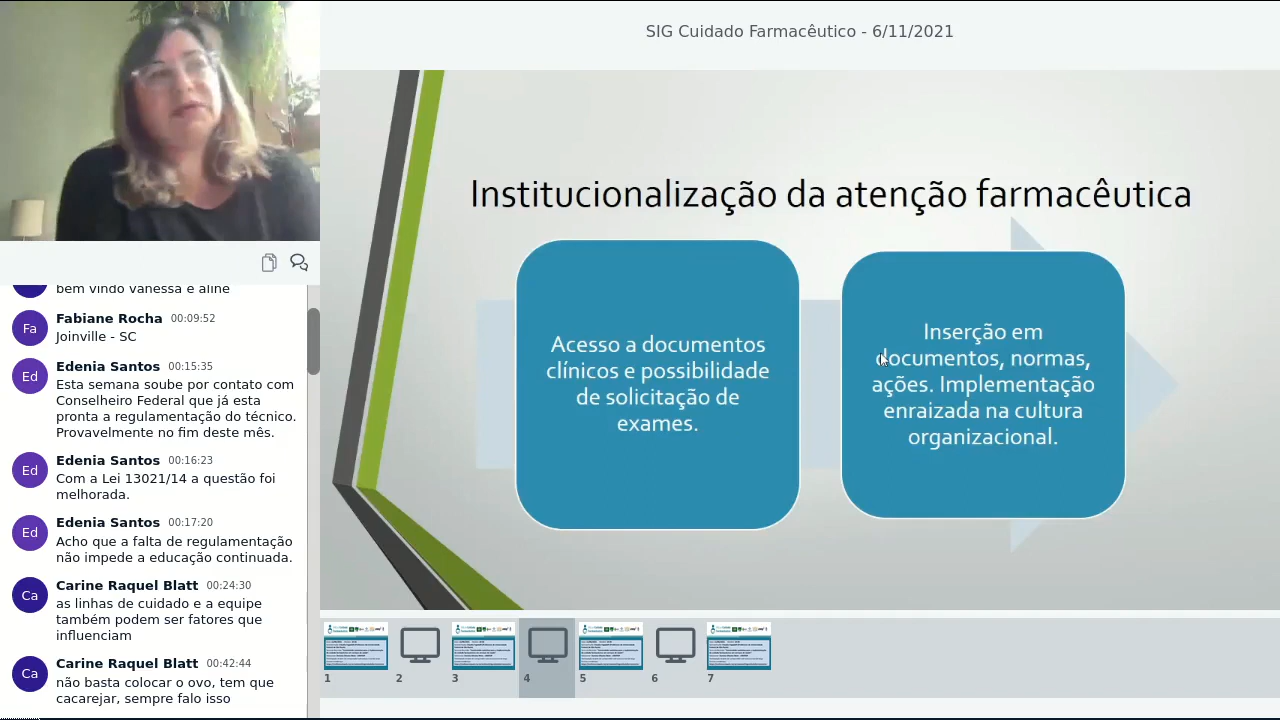 SIG Cuidado Farmacêutico - 6/11/2021
Institucionalização da atenção farmacêutica
Acesso a documentos
clínicos e possibilidade
de solicitação de
exames.
Inserção em
documentos, normas,
ações. Implementação
enraizada na cultura
organizacional.
bem vindo vanessa e aline
Fa
Fabiane Rocha 00:09:52
Joinville - SC
Ed
Edenia Santos 00:15:35
Esta semana soube por contato com
Conselheiro Federal que já esta
pronta a regulamentação do técnico.
Provavelmente no fim deste mês.
Ed
Edenia Santos 00:16:23
Com a Lei 13021/14 a questão foi
melhorada.
Ed
Edenia Santos 00:17:20
Acho que a falta de regulamentação
não impede a educação continuada.
Ca
Carine Raquel Blatt 00:24:30
as linhas de cuidado e a equipe
também podem ser fatores que
influenciam
Ca
Carine Raquel Blatt 00:42:44
não basta colocar o ovo, tem que
cacarejar, sempre falo isso
1
2
3
4
5
6
7